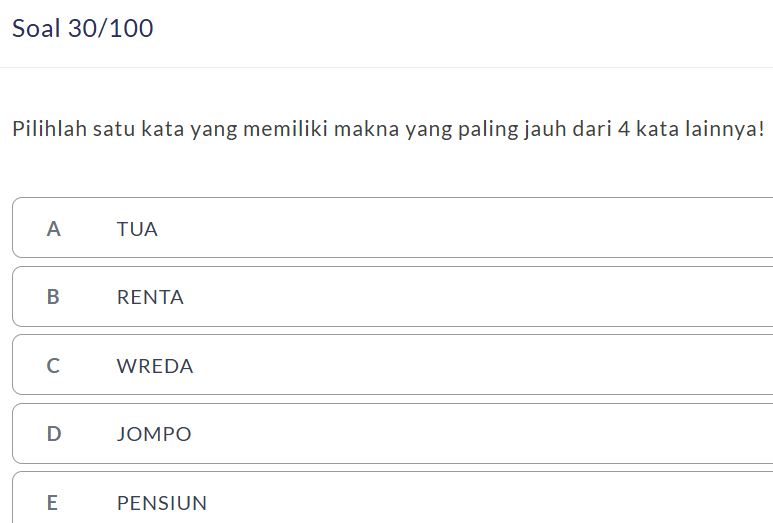 Soal 30/100
Pilihlah satu kata yang memiliki makna yang paling jauh dari 4 kata lainnya!
A TUA
B RENTA
C WREDA
D JOMPO
E PENSIUN